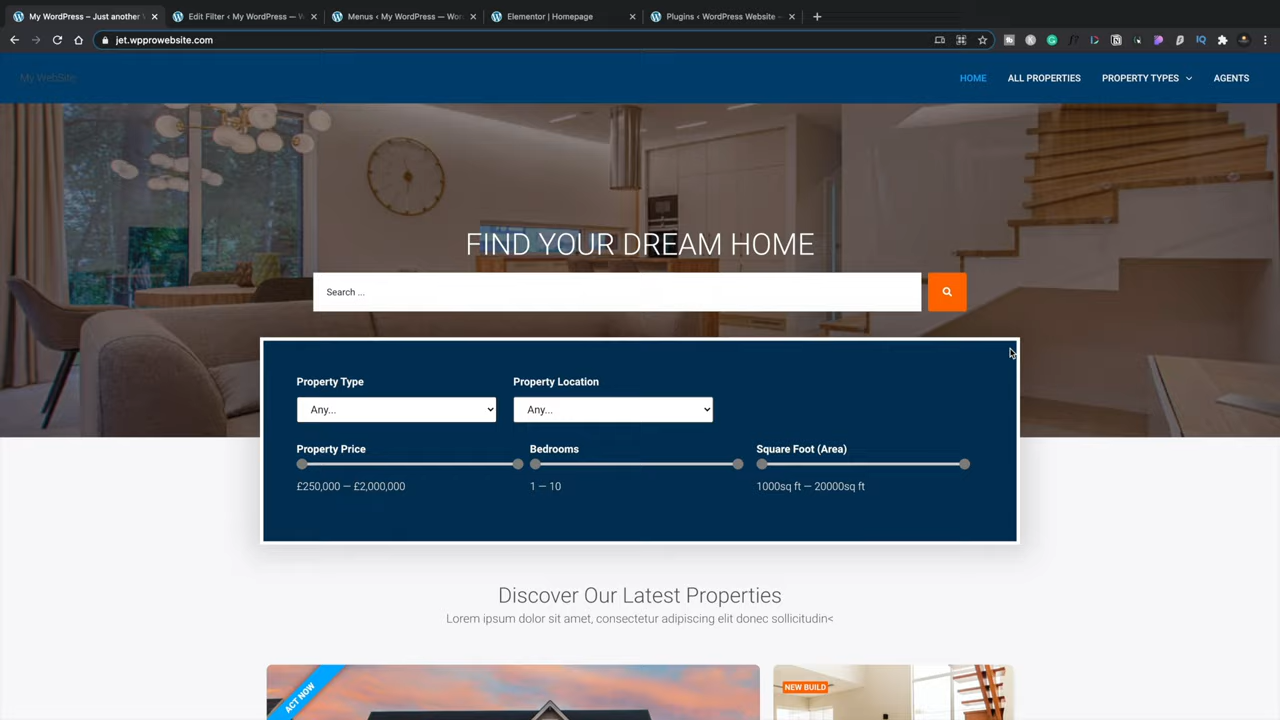 My WordPress – Just another
Edit Filter ‹ My WordPress — W
Menus ‹ My WordPress — Wor
Elementor | Homepage
Plugins ‹ WordPress Website –
jet.wpprowebsite.com
My WebSite
HOME
ALL PROPERTIES
PROPERTY TYPES
AGENTS
FIND YOUR DREAM HOME
Search ...
Property Type
Property Location
Any...
Any...
Property Price
Bedrooms
Square Foot (Area)
£250,000 — £2,000,000
1 — 10
1000sq ft — 20000sq ft
Discover Our Latest Properties
Lorem ipsum dolor sit amet, consectetur adipiscing elit donec sollicitudin<
ACT NOW
NEW BUILD